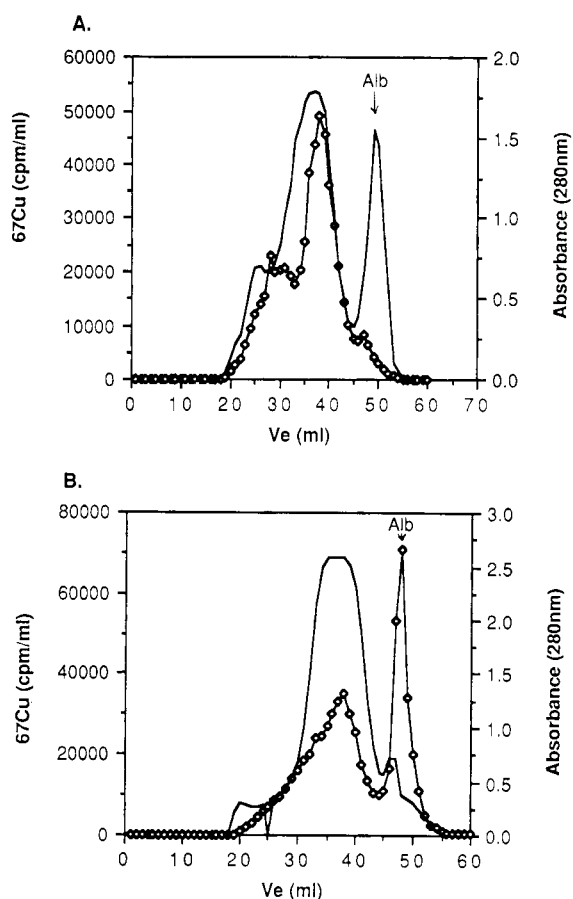 A.
60000
50000
40000
30000
20000
10000
0
67Cu (cpm/ml)
2.0
1.5
1.0
0.5
0.0
Absorbance (280nm)
Alb
0 10 20 30 40 50 60 70
Ve (ml)
B.
80000
60000
40000
20000
0
67Cu (cpm/ml)
3.0
2.5
2.0
1.5
1.0
0.5
0.0
Absorbance (280nm)
Alb
0 10 20 30 40 50 60
Ve (ml)